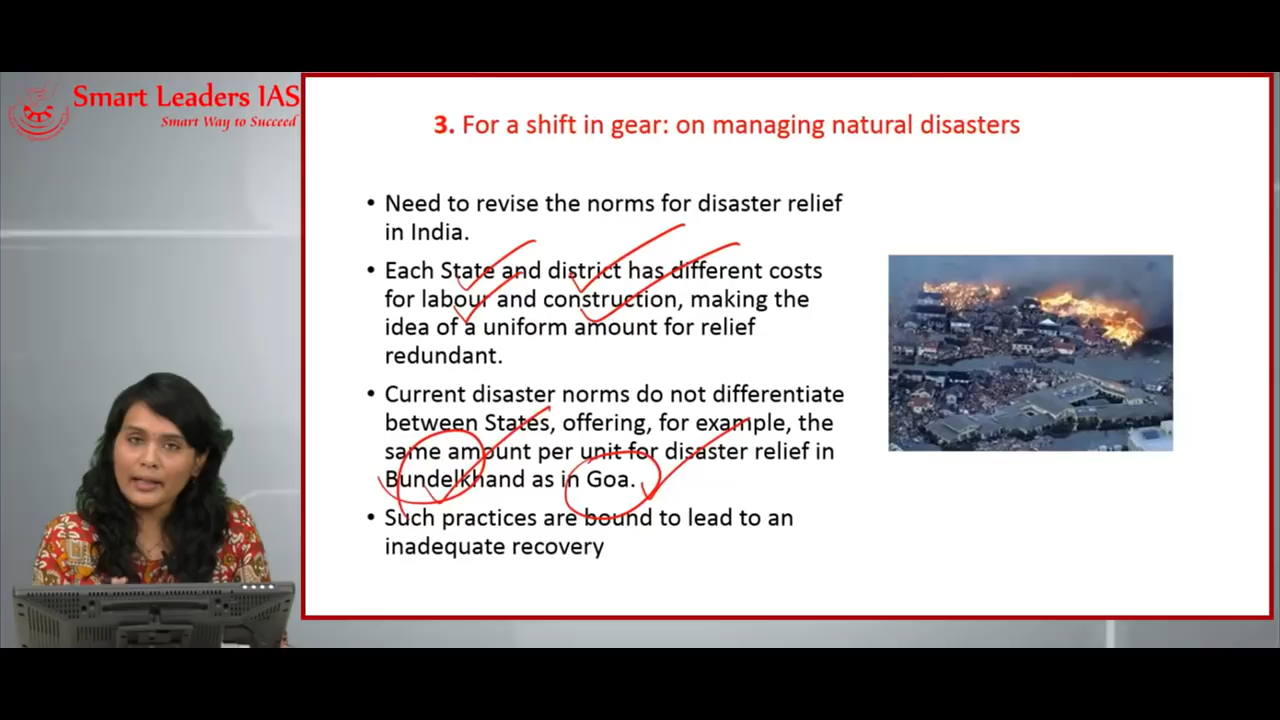 Smart Leaders IAS
Smart Way to Succeed
3. For a shift in gear: on managing natural disasters
• Need to revise the norms for disaster relief
in India.
• Each State and district has different costs
for labour and construction, making the
idea of a uniform amount for relief
redundant.
• Current disaster norms do not differentiate
between States, offering, for example, the
same amount per unit for disaster relief in
Bundelkhand as in Goa.
• Such practices are bound to lead to an
inadequate recovery